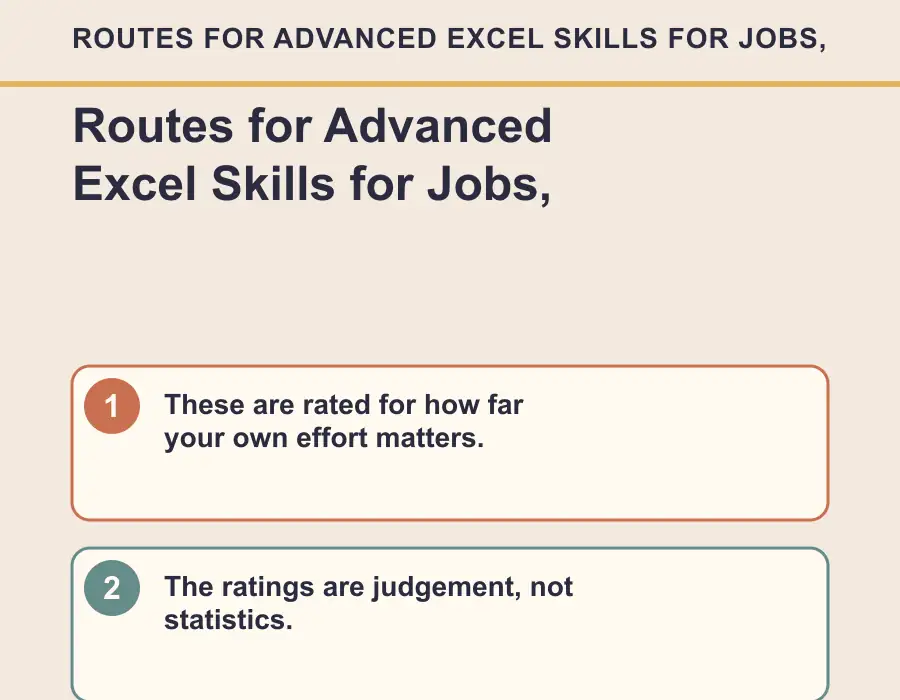 ROUTES FOR ADVANCED EXCEL SKILLS FOR JOBS,
Routes for Advanced
Excel Skills for Jobs,
1
These are rated for how far
your own effort matters.
2
The ratings are judgement, not
statistics.